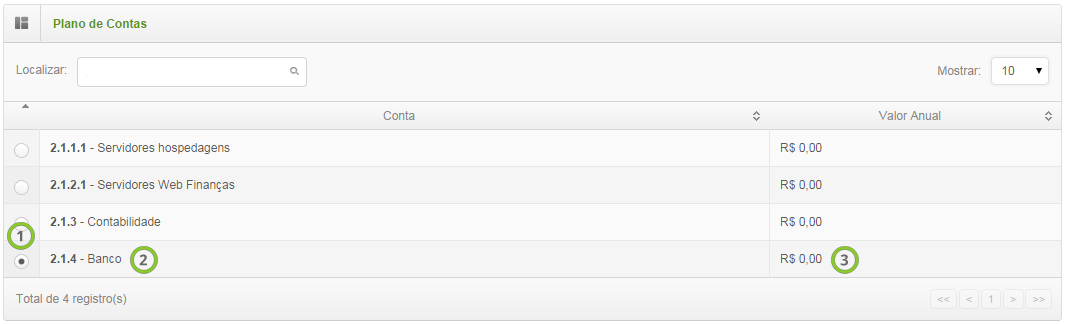 Plano de Contas
Localizar: Mostrar: 10
Conta Valor Anual
2.1.1.1 - Servidores hospedagens R$ 0,00
2.1.2.1 - Servidores Web Finanças R$ 0,00
2.1.3 - Contabilidade R$ 0,00
1
2.1.4 - Banco 2 R$ 0,00 3
Total de 4 registro(s) << < 1 > >>